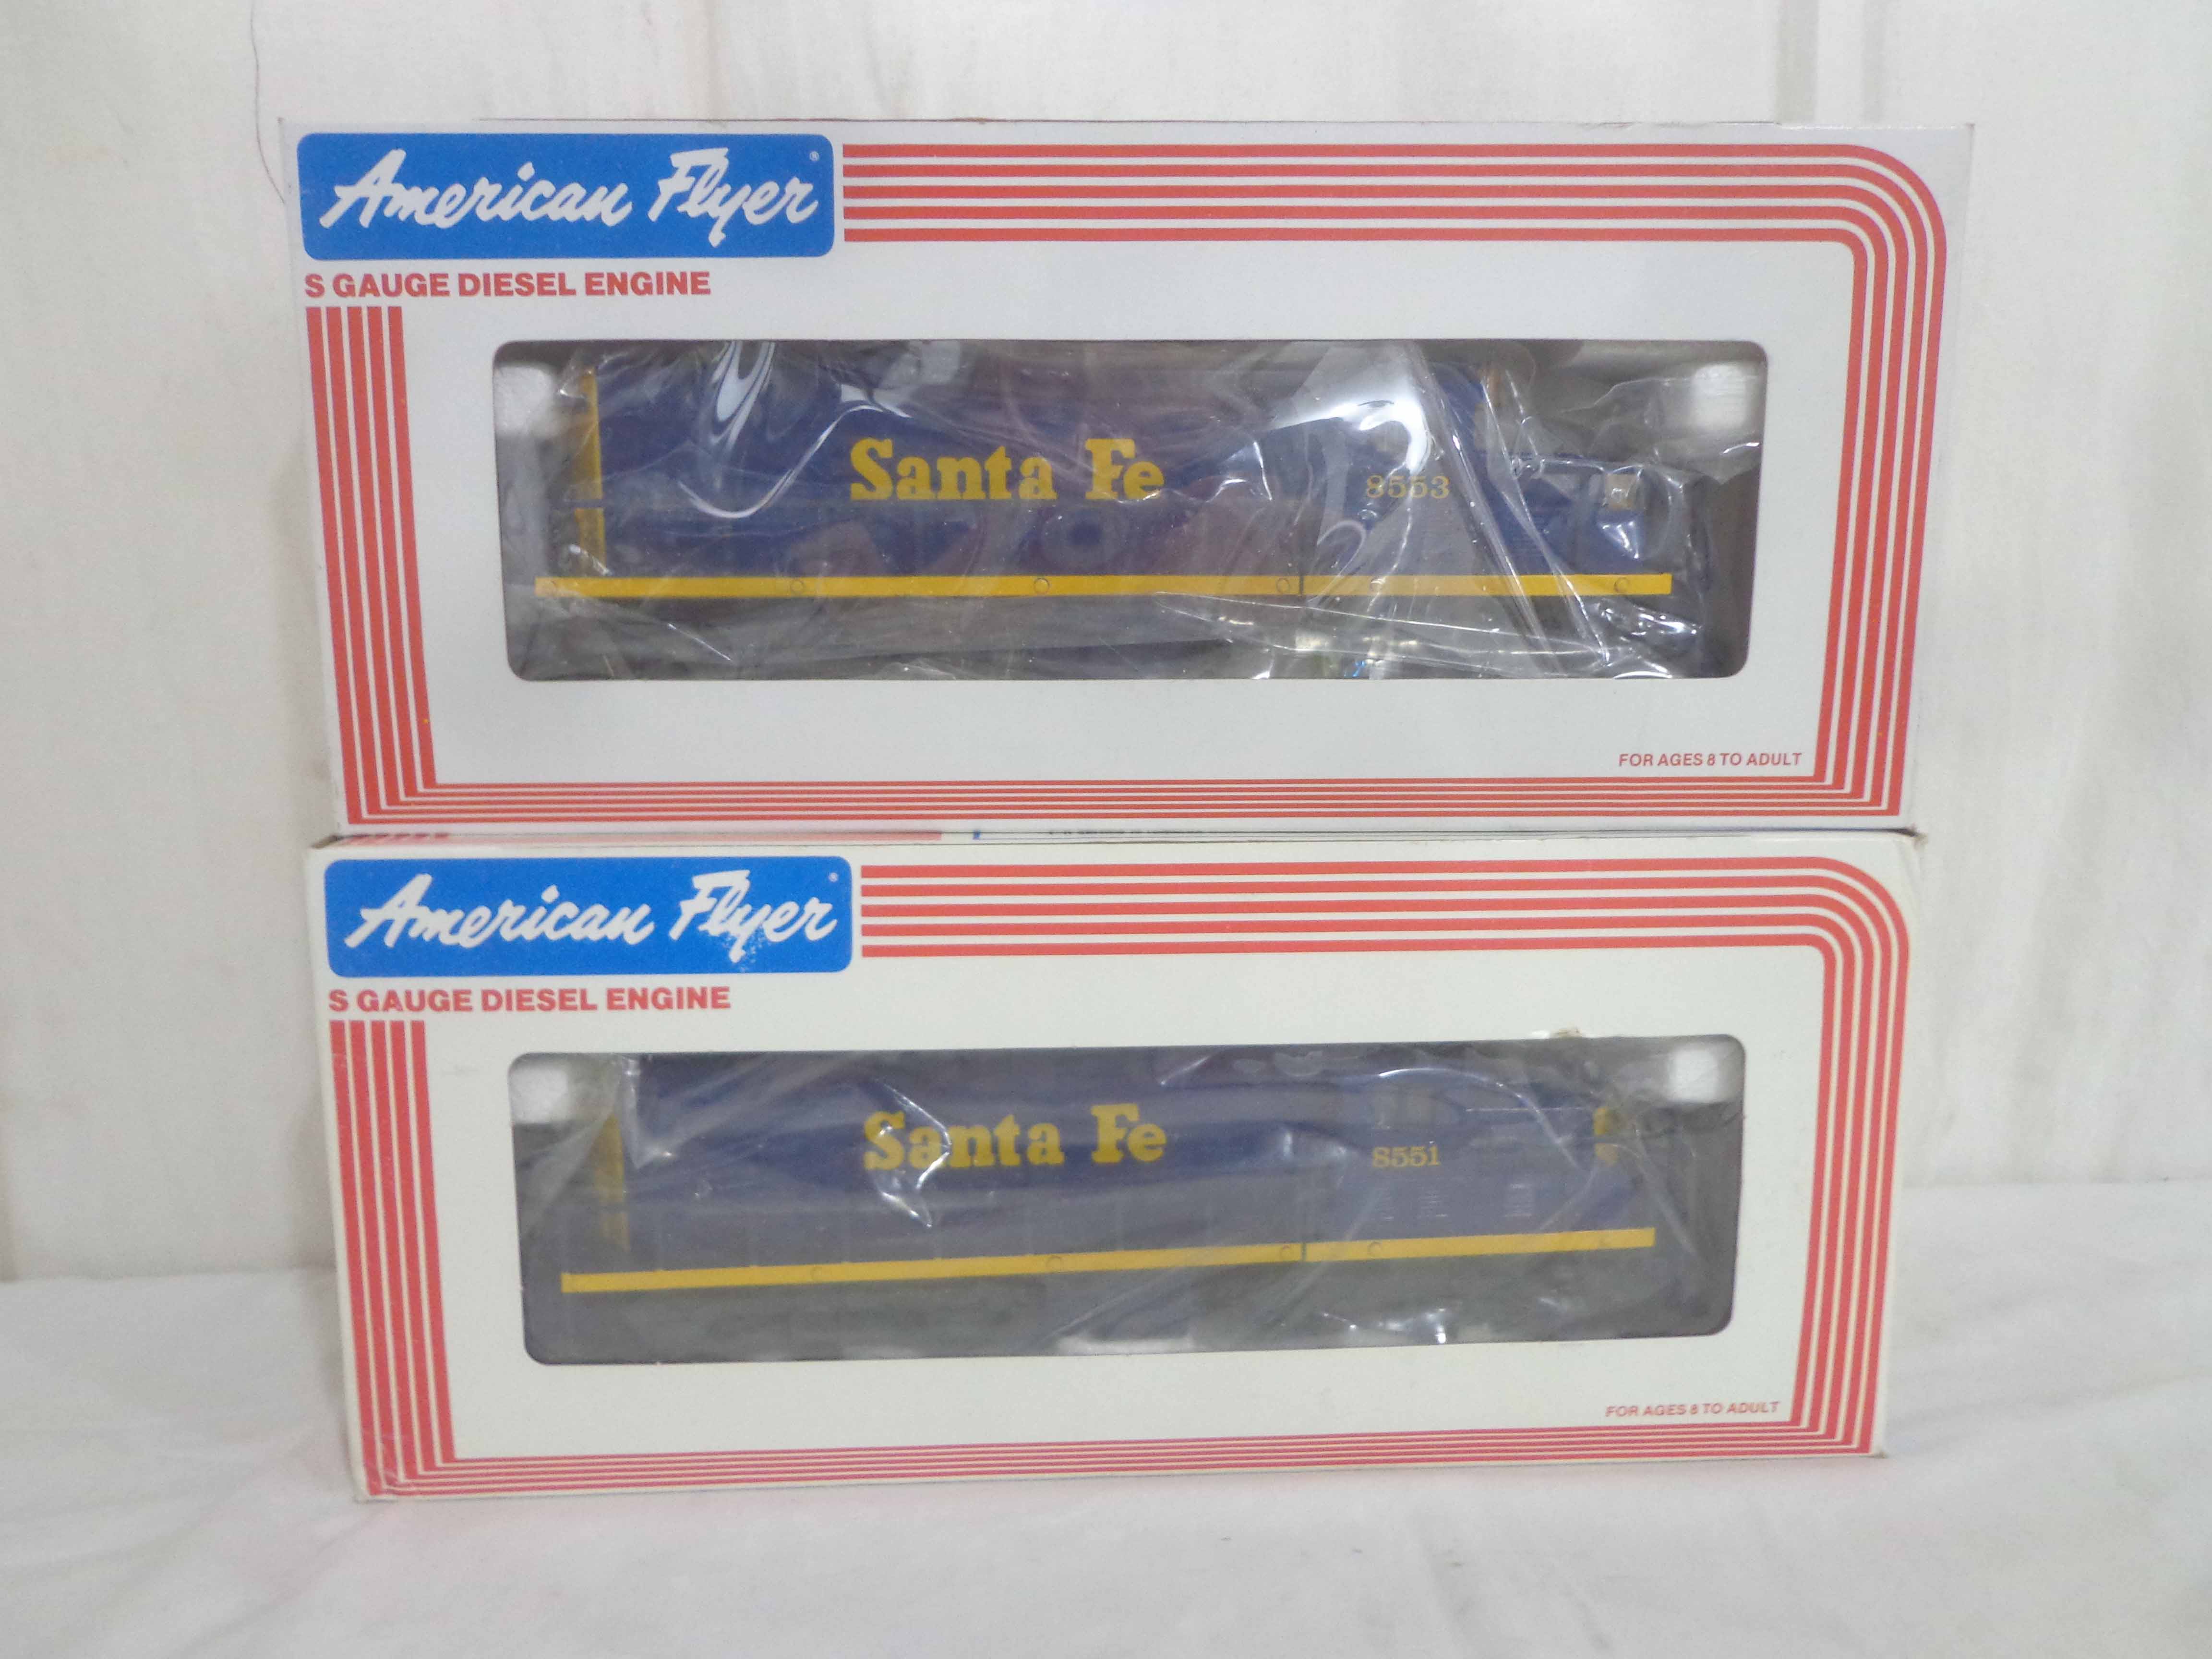 American Flyer®
S GAUGE DIESEL ENGINE
Santa Fe
8553
FOR AGES 8 TO ADULT
American Flyer®
S GAUGE DIESEL ENGINE
Santa Fe
8551
FOR AGES 8 TO ADULT